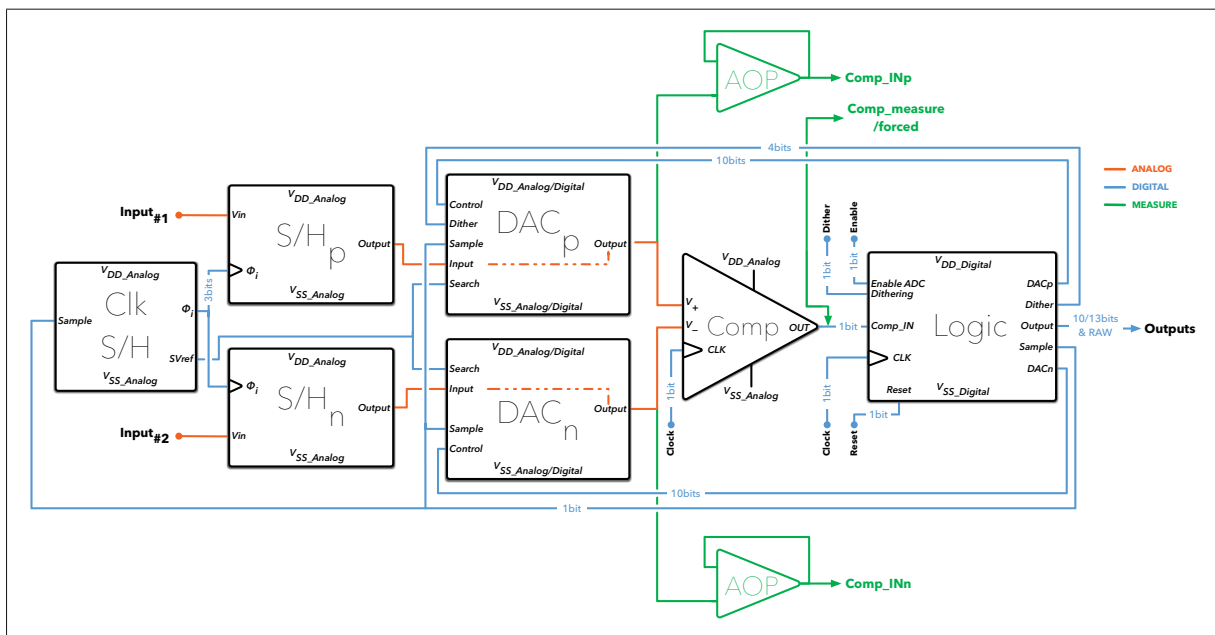 AOP
Comp_INp
Comp_measure
/forced
4bits
10bits
ANALOG
DIGITAL
MEASURE
Input#1
VDD_Analog
Vin
S/Hp
Output
Φi
VSS_Analog
VDD_Analog/Digital
Control
Dither
Sample
Input
Search
DACp
Output
VSS_Analog/Digital
VDD_Analog
Clk
S/H
Sample
Φi
SVref
VSS_Analog
3bits
VDD_Analog
Φi
S/Hn
Output
Vin
VSS_Analog
Input#2
VDD_Analog/Digital
Search
Input
DACn
Output
Sample
Control
VSS_Analog/Digital
VDD_Analog
V+
V−
Comp
OUT
CLK
VSS_Analog
1bit
Clock
1bit
Dither
Enable
1bit
1bit
VDD_Digital
Enable ADC
Dithering
Comp_IN
Logic
CLK
Reset
VSS_Digital
DACp
Dither
Output
Sample
DACn
10/13bits
& RAW
Outputs
1bit
Clock
1bit
Reset
10bits
1bit
AOP
Comp_INn